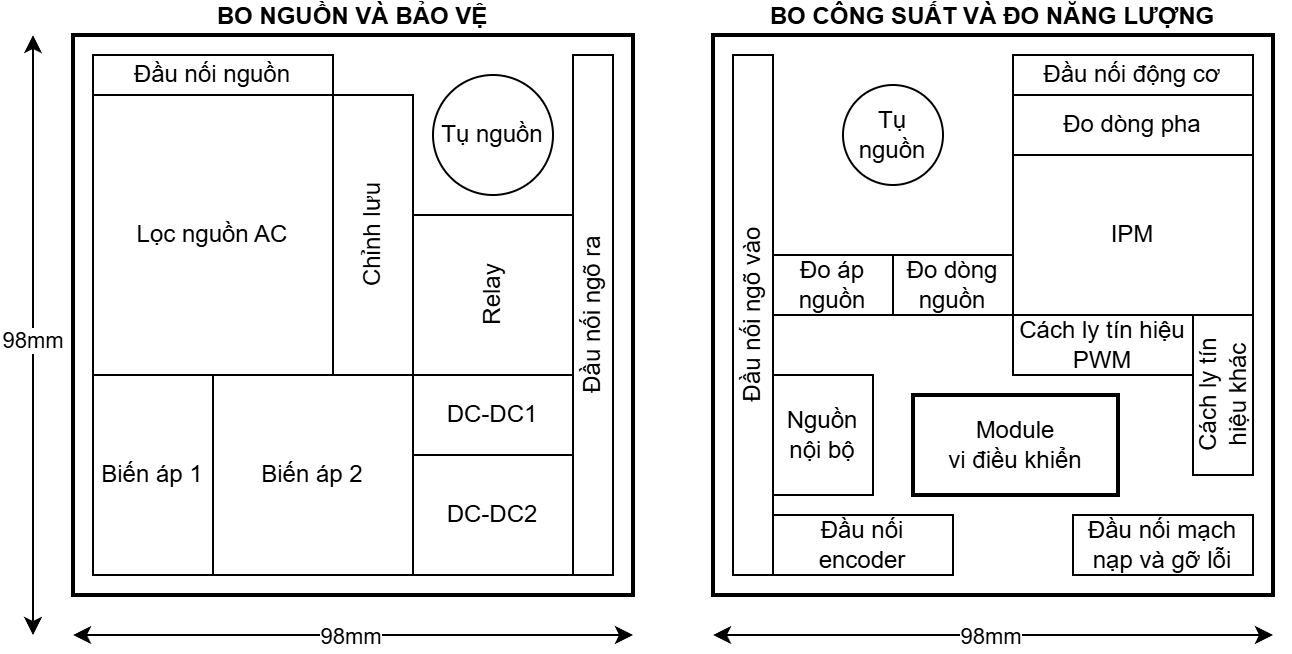 BO NGUỒN VÀ BẢO VỆ
Đầu nối nguồn
Tụ nguồn
Lọc nguồn AC
Chỉnh lưu
Relay
Đầu nối ngõ ra
DC-DC1
Biến áp 1
Biến áp 2
DC-DC2
98mm
98mm
BO CÔNG SUẤT VÀ ĐO NĂNG LƯỢNG
Đầu nối động cơ
Tụ
nguồn
Đo dòng pha
IPM
Đầu nối ngõ vào
Đo áp
nguồn
Đo dòng
nguồn
Cách ly tín hiệu
PWM
Cách ly tín
hiệu khác
Nguồn
nội bộ
Module
vi điều khiển
Đầu nối
encoder
Đầu nối mạch
nạp và gỡ lỗi
98mm